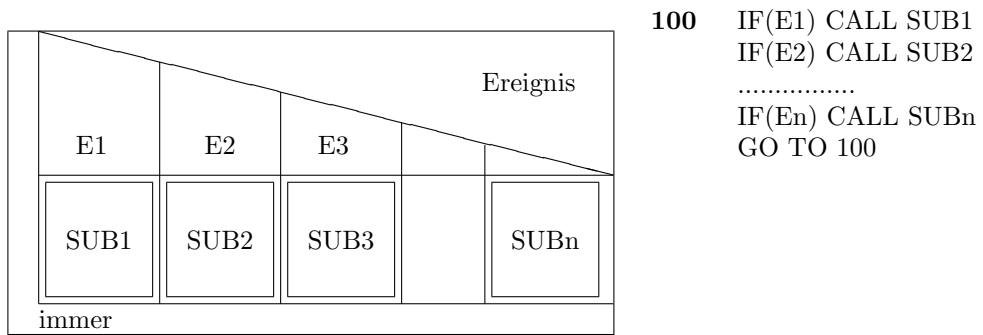 Ereignis
E1 E2 E3
SUB1 SUB2 SUB3 SUBn
immer
100 IF(E1) CALL SUB1
IF(E2) CALL SUB2
................
IF(En) CALL SUBn
GO TO 100